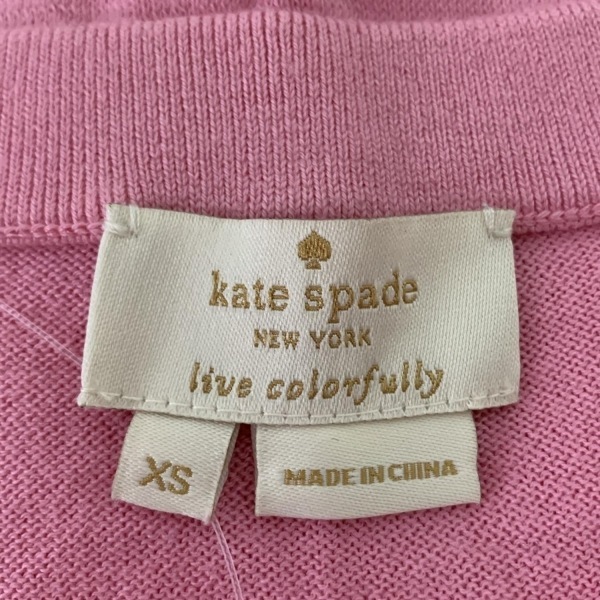 kate spade
NEW YORK
live colorfully
XS
MADE IN CHINA